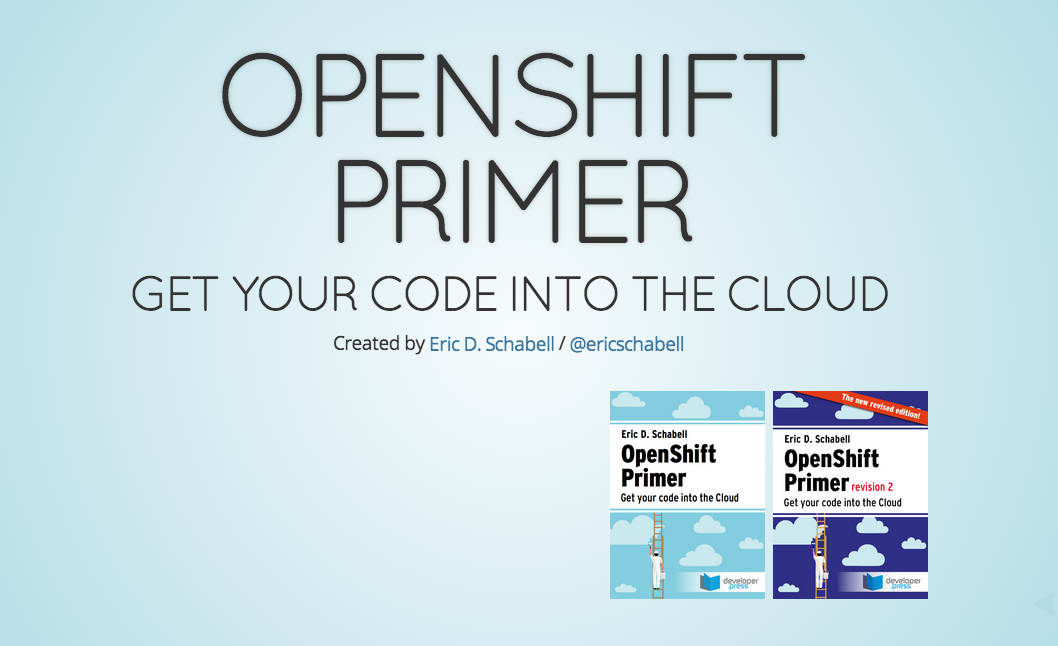 OPENSHIFT
PRIMER
GET YOUR CODE INTO THE CLOUD
Created by Eric D. Schabell / @ericschabell
Eric D. Schabell
OpenShift
Primer
Get your code into the Cloud
developer
.press
The new revised edition!
Eric D. Schabell
OpenShift
Primer revision 2
Get your code into the Cloud
developer
.press